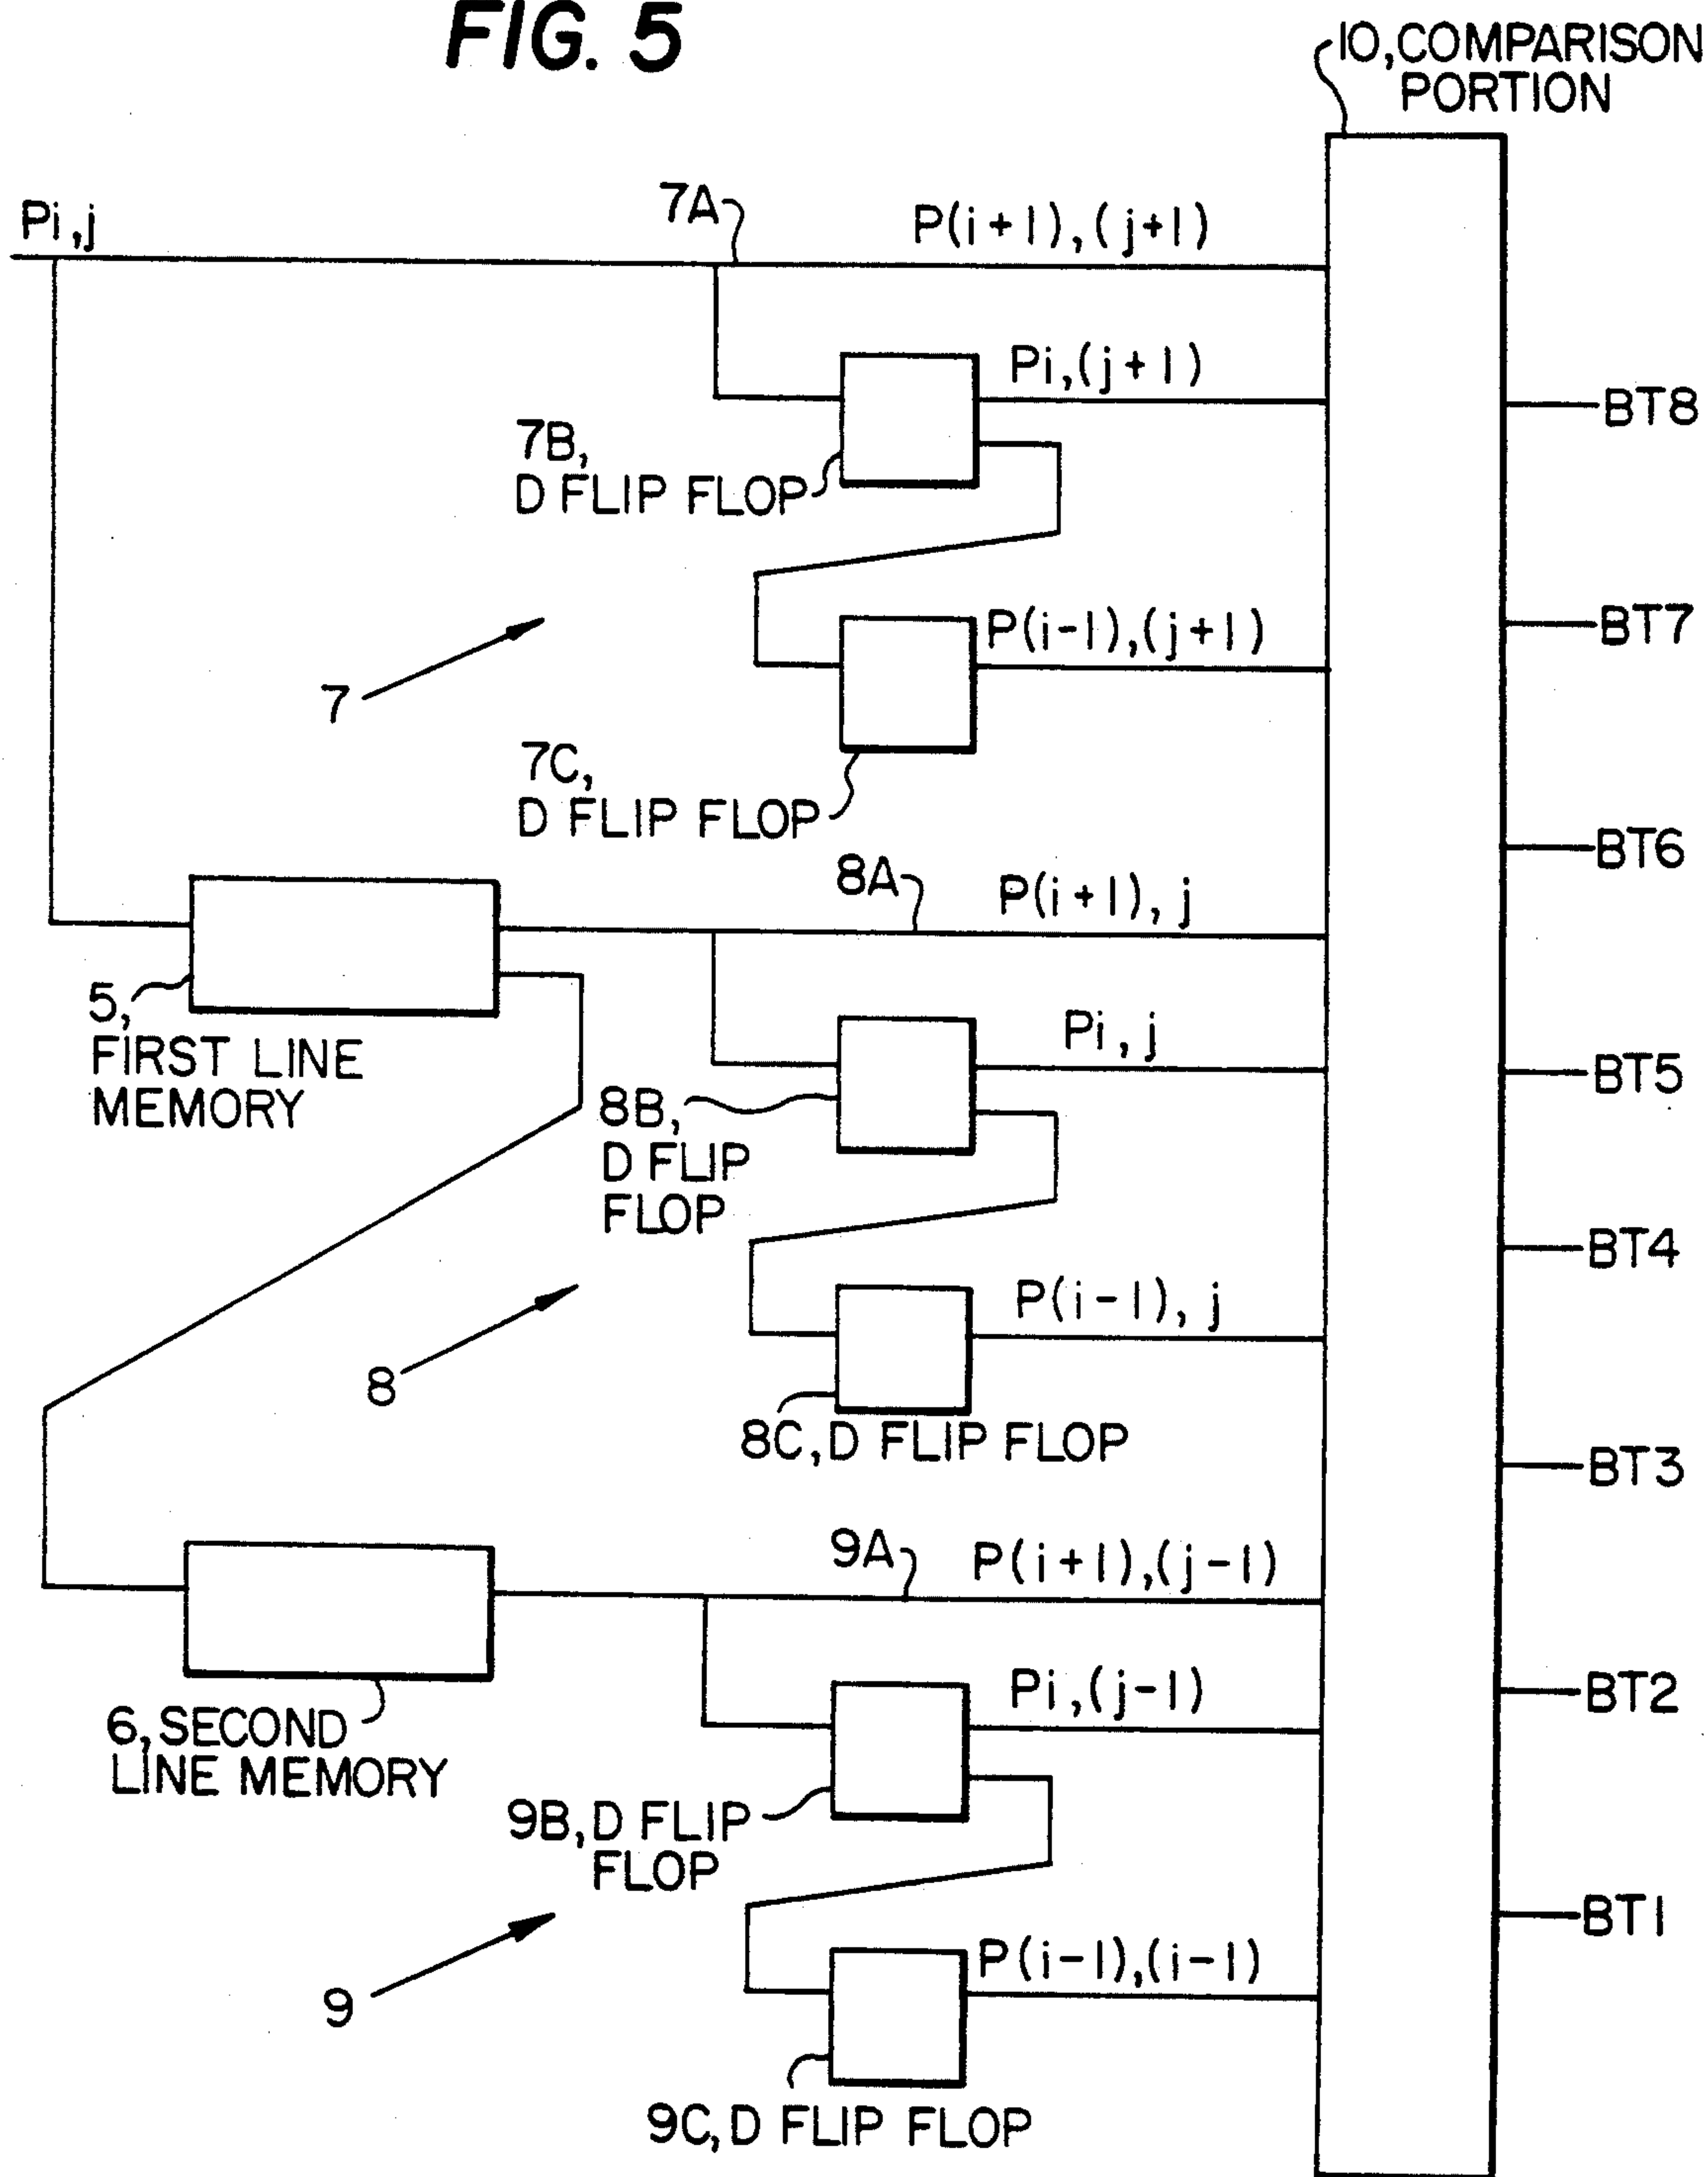 FIG. 5
10, COMPARISON
PORTION
Pi,j
7A
P(i+1),(j+1)
Pi,(j+1)
BT8
7B,
D FLIP FLOP
P(i-1),(j+1)
BT7
7
7C,
D FLIP FLOP
BT6
8A
P(i+1), j
5,
FIRST LINE
MEMORY
Pi, j
BT5
8B,
D FLIP
FLOP
BT4
P(i-1), j
8
8C, D FLIP FLOP
BT3
9A
P(i+1),(j-1)
Pi,(j-1)
BT2
6, SECOND
LINE MEMORY
9B, D FLIP
FLOP
BT1
P(i-1),(i-1)
9
9C, D FLIP FLOP